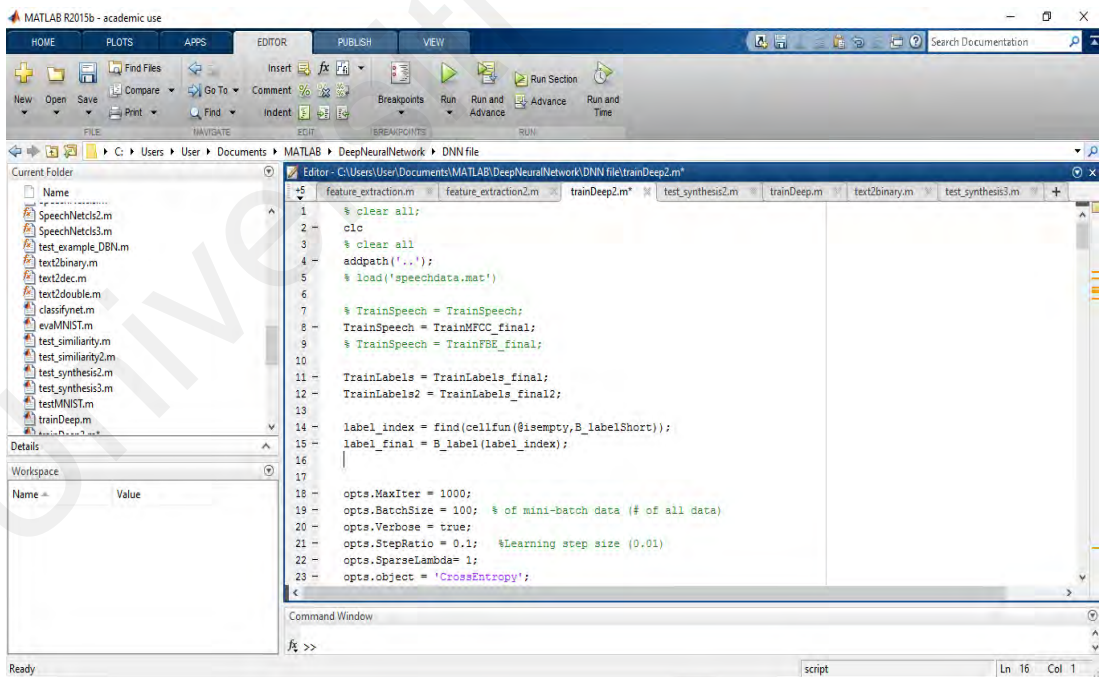 MATLAB R2015b - academic use
HOME PLOTS APPS EDITOR PUBLISH VIEW Search Documentation
Find Files Insert fx
New Open Save Compare Go To Comment % Breakpoints Run Run and Advance Run Section Advance Run and Time
Print Find Indent
FILE NAVIGATE EDIT BREAKPOINTS RUN
C: Users User Documents MATLAB DeepNeuralNetwork DNN file
Current Folder
Name
SpeechNetcls2.m
SpeechNetcls3.m
test_example_DBN.m
text2binary.m
text2dec.m
text2double.m
classifynet.m
evaMNIST.m
test_similiarity.m
test_similiarity2.m
test_synthesis2.m
test_synthesis3.m
testMNIST.m
trainDeep.m
trainDeep2.m*
Details
Workspace
Name Value
Editor - C:\Users\User\Documents\MATLAB\DeepNeuralNetwork\DNN file\trainDeep2.m*
+5 feature_extraction.m feature_extraction2.m trainDeep2.m* test_synthesis2.m trainDeep.m text2binary.m test_synthesis3.m +
1 % clear all;
2 - clc
3 % clear all
4 - addpath('..');
5 % load('speechdata.mat')
6
7 % TrainSpeech = TrainSpeech;
8 - TrainSpeech = TrainMFCC_final;
9 % TrainSpeech = TrainFBE_final;
10
11 - TrainLabels = TrainLabels_final;
12 - TrainLabels2 = TrainLabels_final2;
13
14 - label_index = find(cellfun(@isempty,B_labelShort));
15 - label_final = B_label(label_index);
16
17
18 - opts.MaxIter = 1000;
19 - opts.BatchSize = 100; % of mini-batch data (# of all data)
20 - opts.Verbose = true;
21 - opts.StepRatio = 0.1; %Learning step size (0.01)
22 - opts.SparseLambda= 1;
23 - opts.object = 'CrossEntropy';
Command Window
fx >>
Ready script Ln 16 Col 1